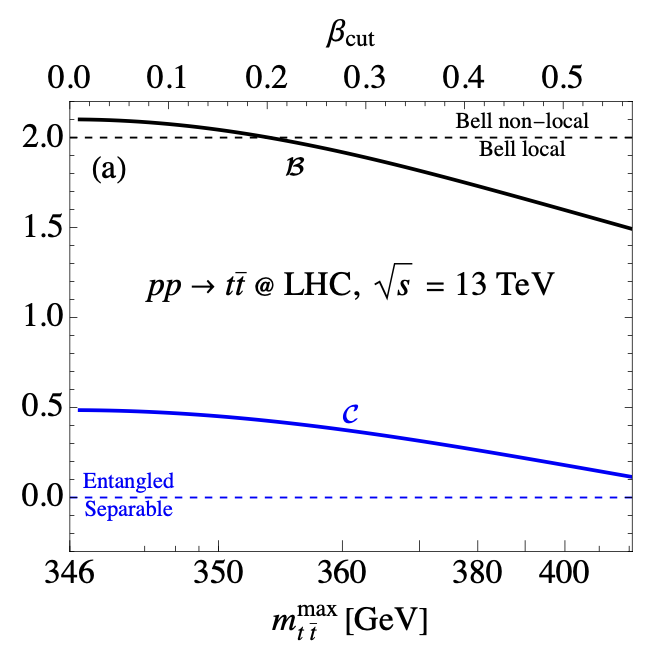 β_cut
0.0 0.1 0.2 0.3 0.4 0.5
2.0
1.5
1.0
0.5
0.0
Bell non–local
Bell local
(a)
ℬ
pp → tt̄ @ LHC, √s = 13 TeV
𝒞
Entangled
Separable
346 350 360 380 400
m_{t t̄}^{max} [GeV]